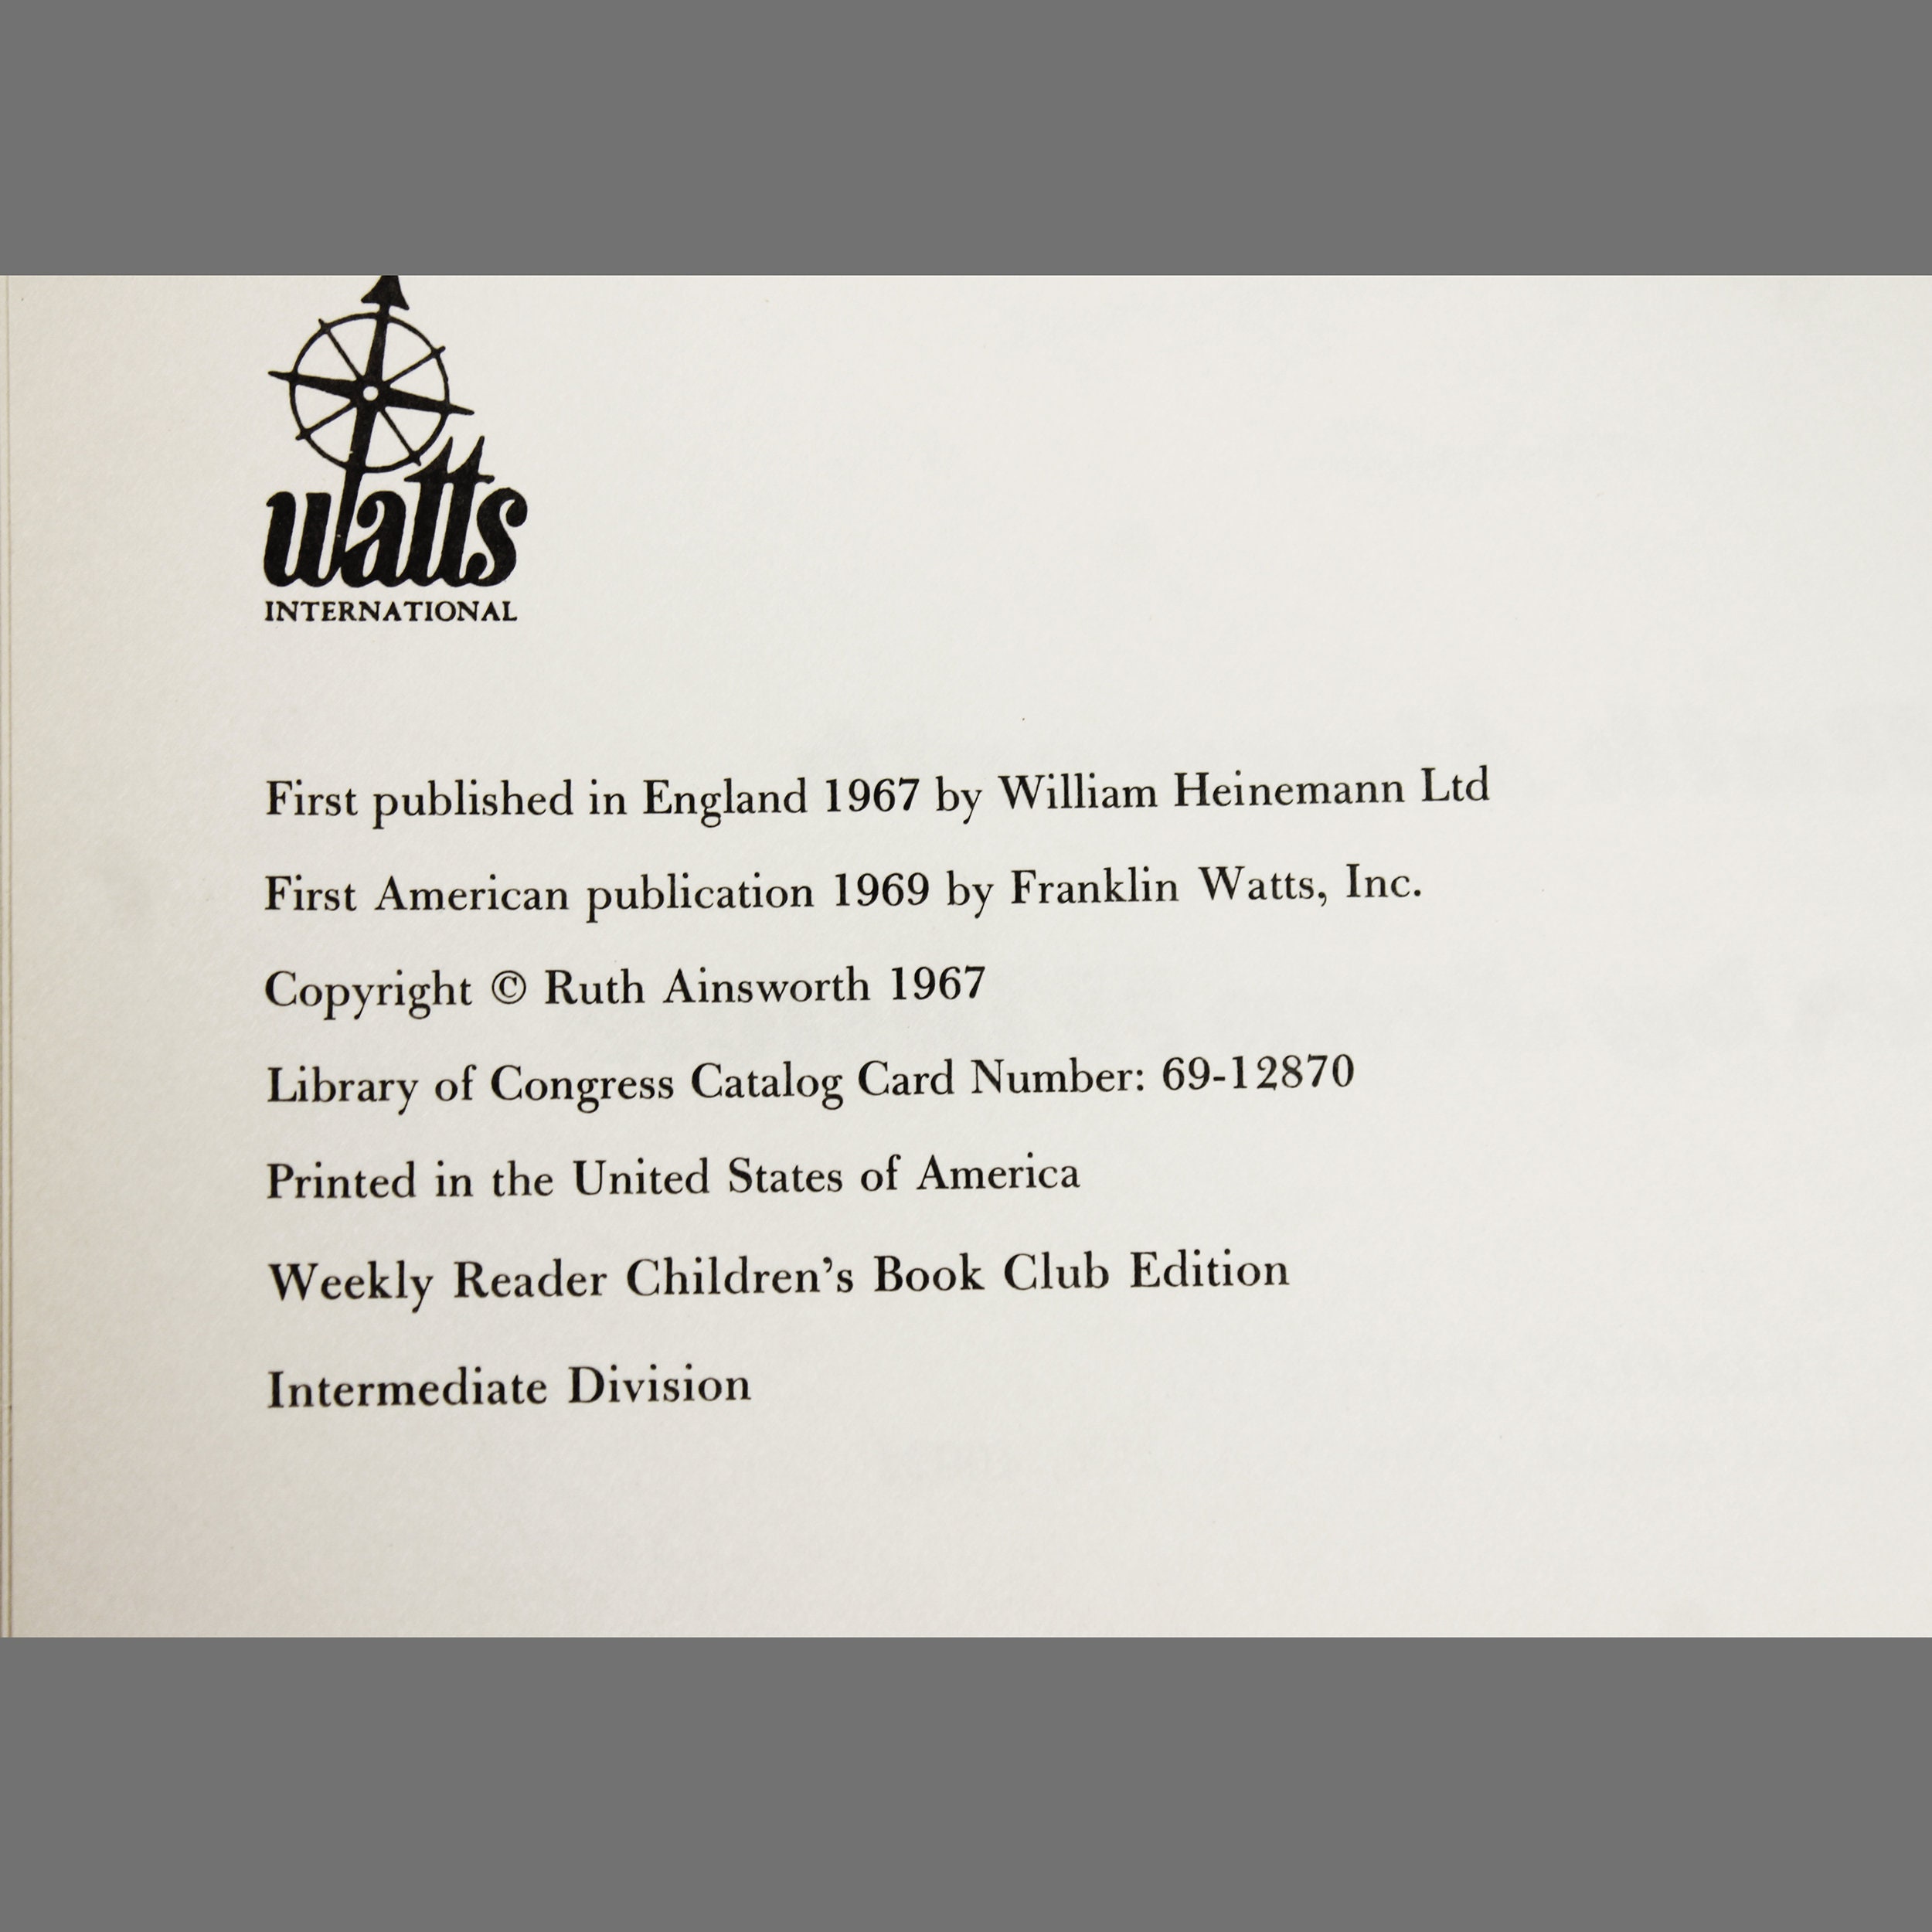 watts
INTERNATIONAL
First published in England 1967 by William Heinemann Ltd
First American publication 1969 by Franklin Watts, Inc.
Copyright © Ruth Ainsworth 1967
Library of Congress Catalog Card Number: 69-12870
Printed in the United States of America
Weekly Reader Children’s Book Club Edition
Intermediate Division